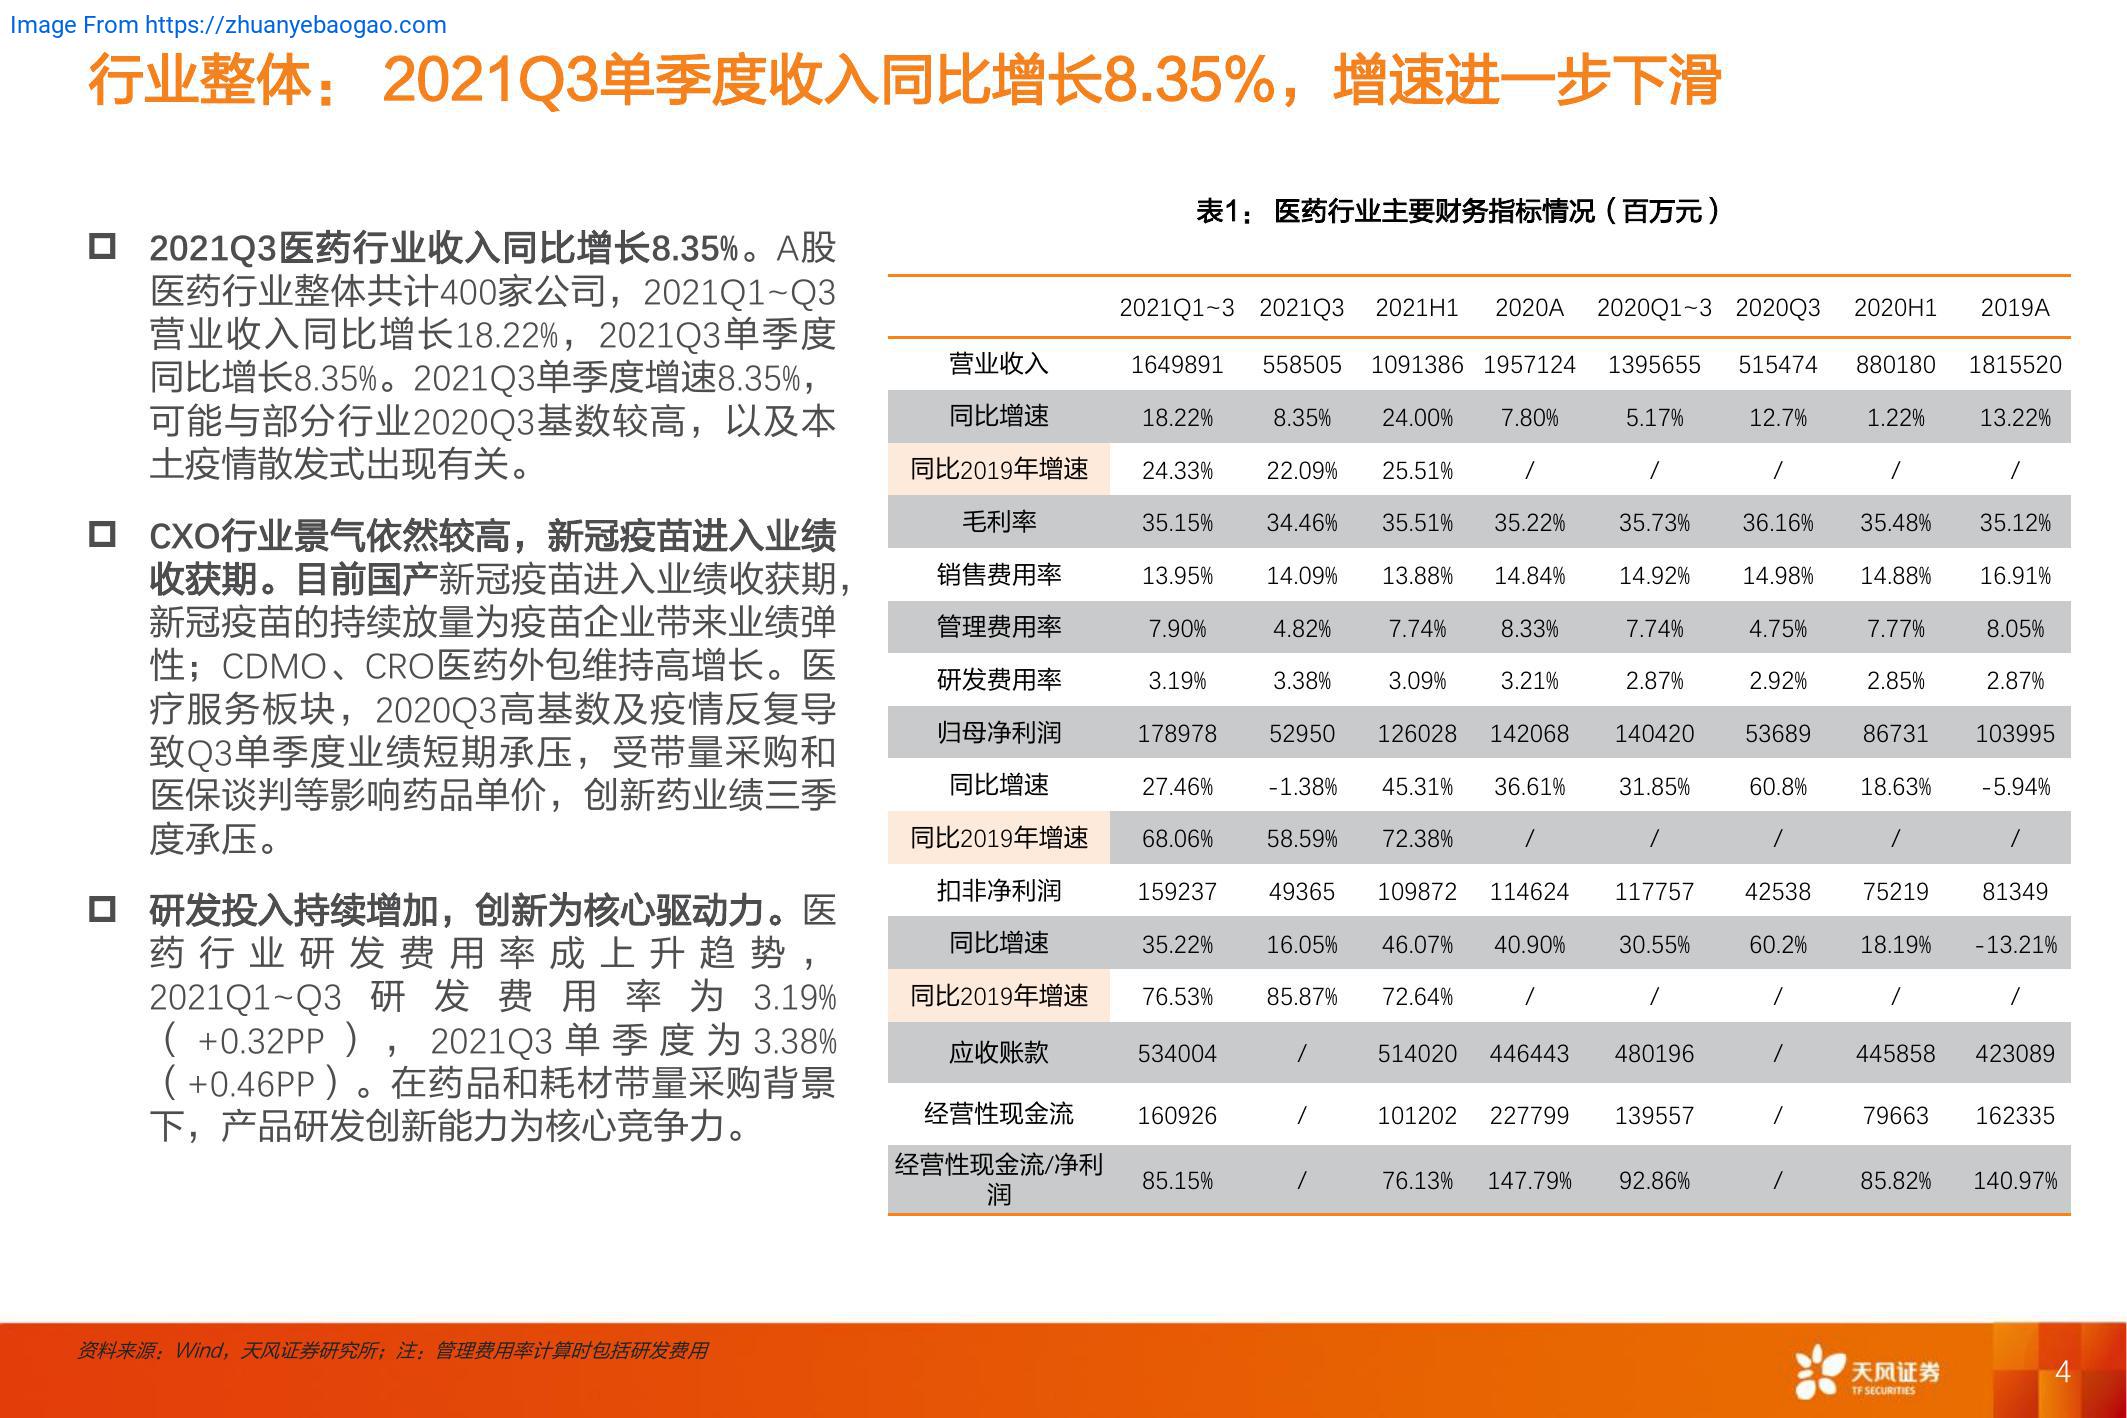 Image From https://zhuanyebaogao.com
行业整体： 2021Q3单季度收入同比增长8.35%，增速进一步下滑
2021Q3医药行业收入同比增长8.35%。A股
医药行业整体共计400家公司，2021Q1~Q3
营业收入同比增长18.22%，2021Q3单季度
同比增长8.35%。2021Q3单季度增速8.35%，
可能与部分行业2020Q3基数较高，以及本
土疫情散发式出现有关。
CXO行业景气依然较高，新冠疫苗进入业绩
收获期。目前国产新冠疫苗进入业绩收获期，
新冠疫苗的持续放量为疫苗企业带来业绩弹
性；CDMO、CRO医药外包维持高增长。医
疗服务板块，2020Q3高基数及疫情反复导
致Q3单季度业绩短期承压，受带量采购和
医保谈判等影响药品单价，创新药业绩三季
度承压。
研发投入持续增加，创新为核心驱动力。医
药行业研发费用率成上升趋势，
2021Q1~Q3研发费用率为3.19%
（+0.32PP），2021Q3单季度为3.38%
（+0.46PP）。在药品和耗材带量采购背景
下，产品研发创新能力为核心竞争力。
表1： 医药行业主要财务指标情况（百万元）
2021Q1~3 2021Q3 2021H1 2020A 2020Q1~3 2020Q3 2020H1 2019A
营业收入 1649891 558505 1091386 1957124 1395655 515474 880180 1815520
同比增速 18.22% 8.35% 24.00% 7.80% 5.17% 12.7% 1.22% 13.22%
同比2019年增速 24.33% 22.09% 25.51% / / / / /
毛利率 35.15% 34.46% 35.51% 35.22% 35.73% 36.16% 35.48% 35.12%
销售费用率 13.95% 14.09% 13.88% 14.84% 14.92% 14.98% 14.88% 16.91%
管理费用率 7.90% 4.82% 7.74% 8.33% 7.74% 4.75% 7.77% 8.05%
研发费用率 3.19% 3.38% 3.09% 3.21% 2.87% 2.92% 2.85% 2.87%
归母净利润 178978 52950 126028 142068 140420 53689 86731 103995
同比增速 27.46% -1.38% 45.31% 36.61% 31.85% 60.8% 18.63% -5.94%
同比2019年增速 68.06% 58.59% 72.38% / / / / /
扣非净利润 159237 49365 109872 114624 117757 42538 75219 81349
同比增速 35.22% 16.05% 46.07% 40.90% 30.55% 60.2% 18.19% -13.21%
同比2019年增速 76.53% 85.87% 72.64% / / / / /
应收账款 534004 / 514020 446443 480196 / 445858 423089
经营性现金流 160926 / 101202 227799 139557 / 79663 162335
经营性现金流/净利
润 85.15% / 76.13% 147.79% 92.86% / 85.82% 140.97%
资料来源：Wind，天风证券研究所；注：管理费用率计算时包括研发费用
天风证券
TF SECURITIES
4